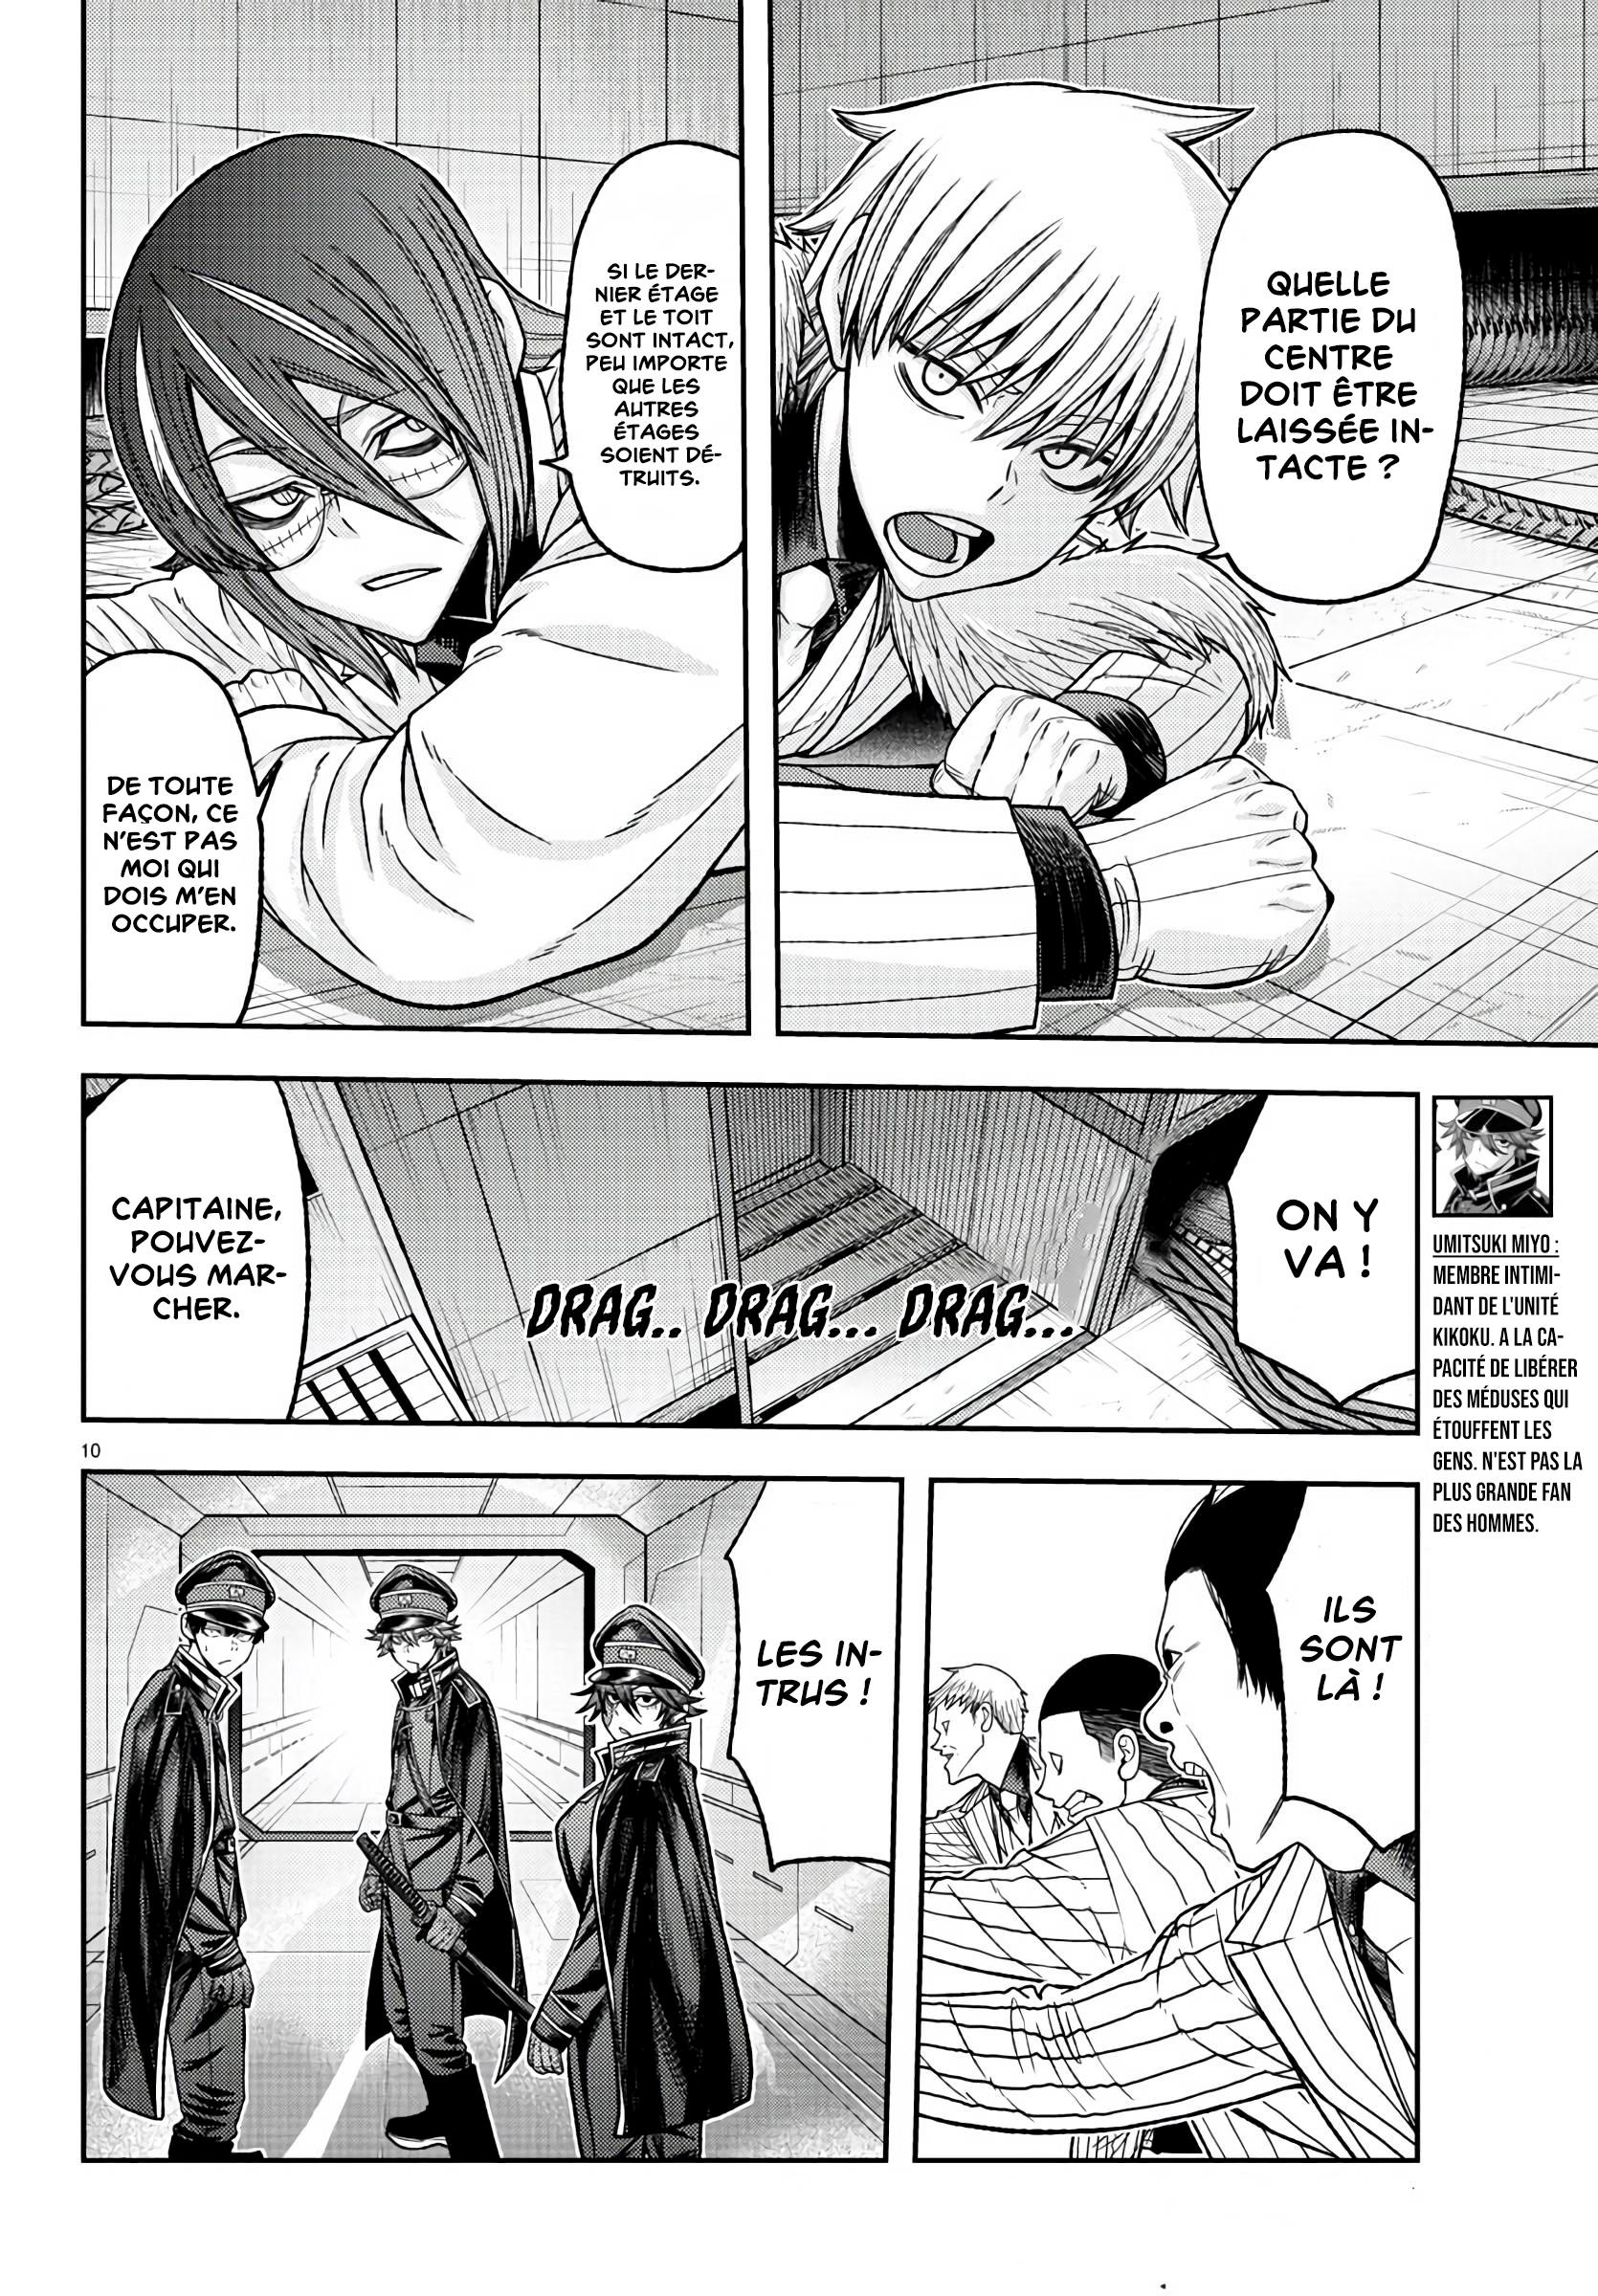 QUELLE
PARTIE DU
CENTRE
DOIT ÊTRE
LAISSÉE IN-
TACTE ?
SI LE DER-
NIER ÉTAGE
ET LE TOIT
SONT INTACT,
PEU IMPORTE
QUE LES
AUTRES
ÉTAGES
SOIENT DÉ-
TRUITS.
DE TOUTE
FAÇON, CE
N'EST PAS
MOI QUI
DOIS M'EN
OCCUPER.
ON Y
VA !
DRAG.. DRAG... DRAG...
CAPITAINE,
POUVEZ-
VOUS MAR-
CHER.
UMITSUKI MIYO :
MEMBRE INTIMI-
DANT DE L'UNITÉ
KIKOKU. A LA CA-
PACITÉ DE LIBÉRER
DES MÉDUSES QUI
ÉTOUFFENT LES
GENS. N'EST PAS LA
PLUS GRANDE FAN
DES HOMMES.
10
ILS
SONT
LÀ !
LES IN-
TRUS !